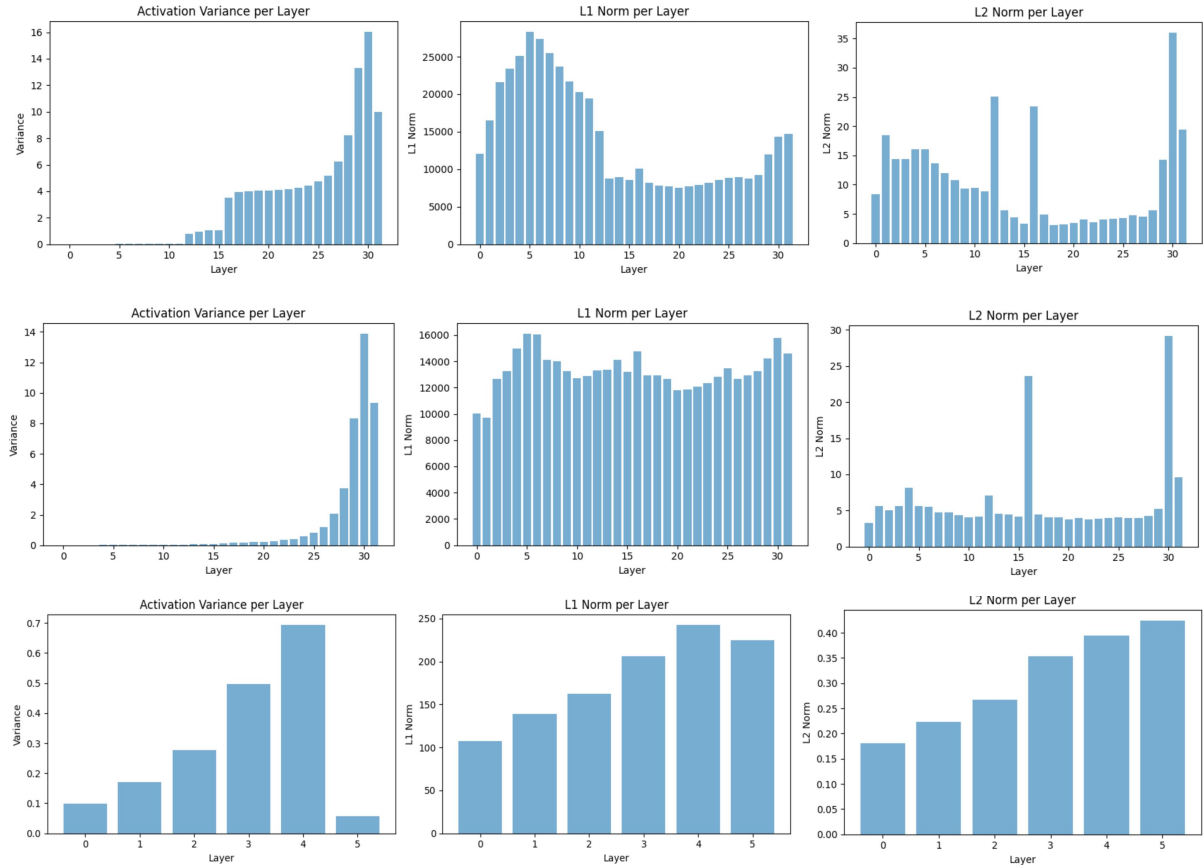 Activation Variance per Layer
Variance
16
14
12
10
8
6
4
2
0
0 5 10 15 20 25 30
Layer
L1 Norm per Layer
L1 Norm
25000
20000
15000
10000
5000
0
0 5 10 15 20 25 30
Layer
L2 Norm per Layer
L2 Norm
35
30
25
20
15
10
5
0
0 5 10 15 20 25 30
Layer
Activation Variance per Layer
Variance
14
12
10
8
6
4
2
0
0 5 10 15 20 25 30
Layer
L1 Norm per Layer
L1 Norm
16000
14000
12000
10000
8000
6000
4000
2000
0
0 5 10 15 20 25 30
Layer
L2 Norm per Layer
L2 Norm
30
25
20
15
10
5
0
0 5 10 15 20 25 30
Layer
Activation Variance per Layer
Variance
0.7
0.6
0.5
0.4
0.3
0.2
0.1
0.0
0 1 2 3 4 5
Layer
L1 Norm per Layer
L1 Norm
250
200
150
100
50
0
0 1 2 3 4 5
Layer
L2 Norm per Layer
L2 Norm
0.40
0.35
0.30
0.25
0.20
0.15
0.10
0.05
0.00
0 1 2 3 4 5
Layer